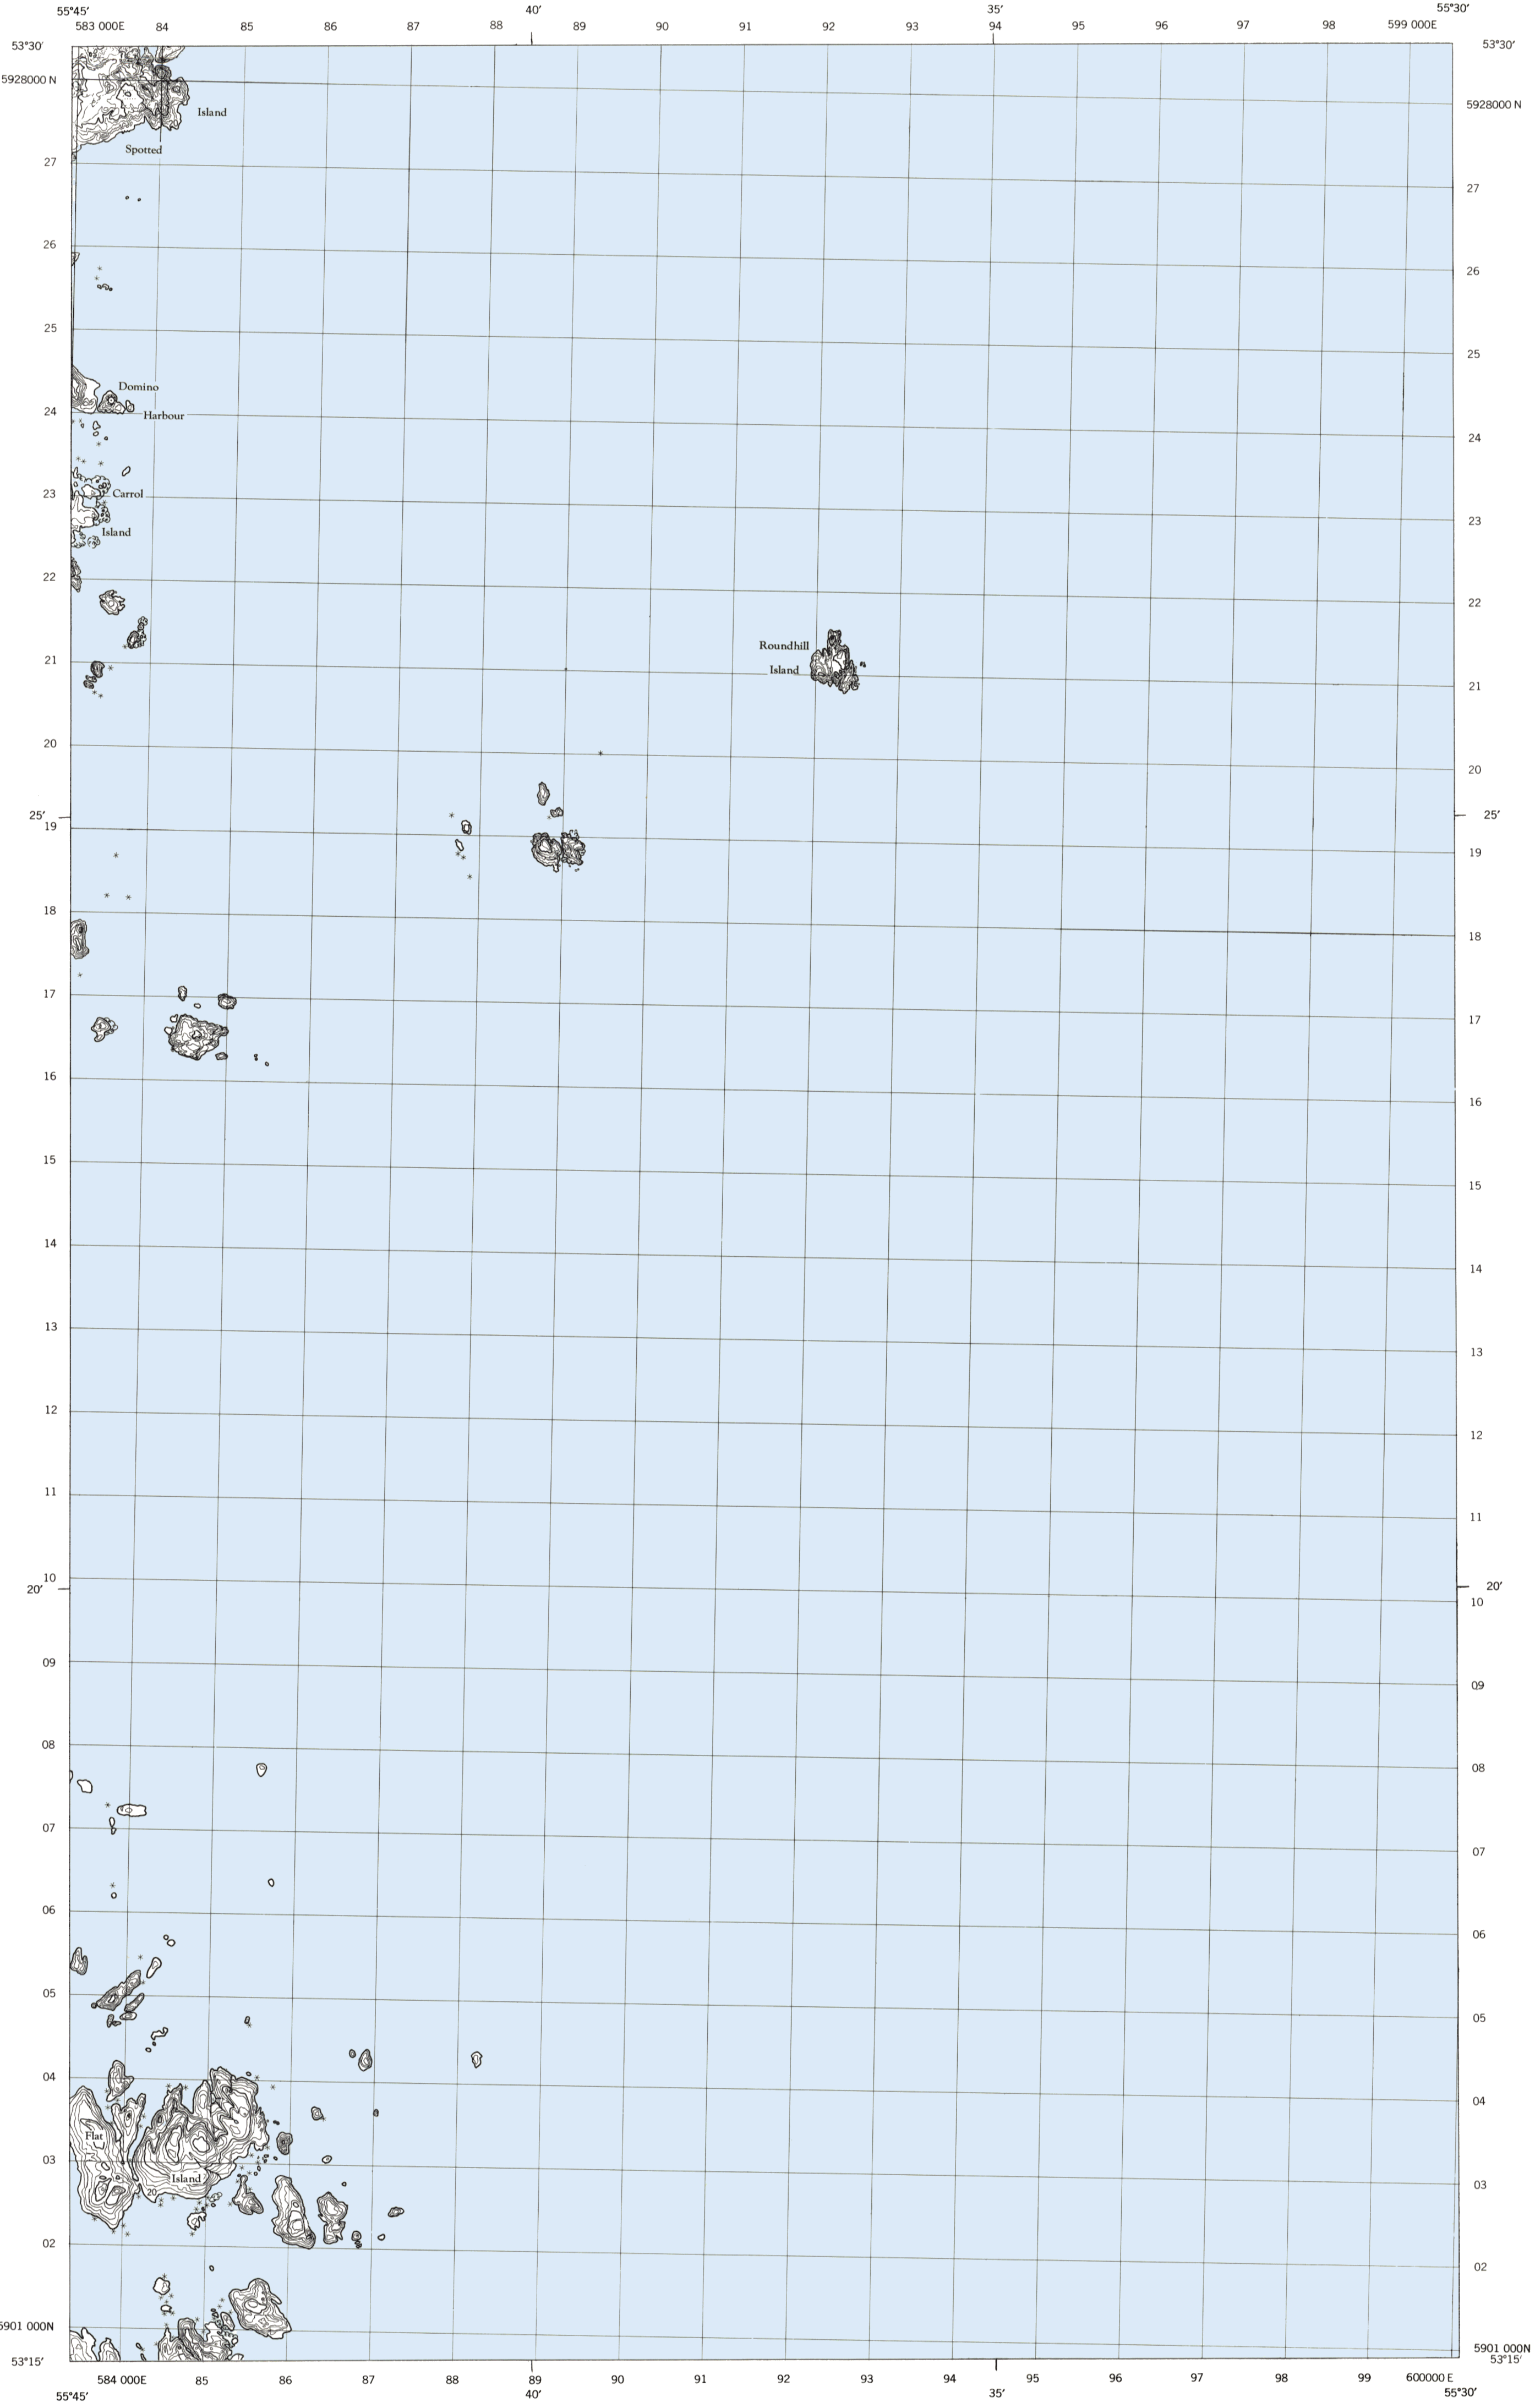 55°45′ 40′ 35′ 55°30′
583 000E 84 85 86 87 88 89 90 91 92 93 94 95 96 97 98 599 000E
53°30′ 53°30′
5928000 N 5928000 N
Island
Spotted
27 27
26 26
25 25
Domino
24 Harbour 24
Carrol
23 23
Island
22 22
Roundhill
21 Island 21
20 20
25′ 25′
19 19
18 18
17 17
16 16
15 15
14 14
13 13
12 12
11 11
10
20′ 20′
10
09 09
08 08
07 07
06 06
05 05
04 04
Flat
03 03
Island
20
02 02
5901 000N 5901 000N
53°15′ 53°15′
584 000E 85 86 87 88 89 90 91 92 93 94 95 96 97 98 99 600000 E
55°45′ 40′ 35′ 55°30′